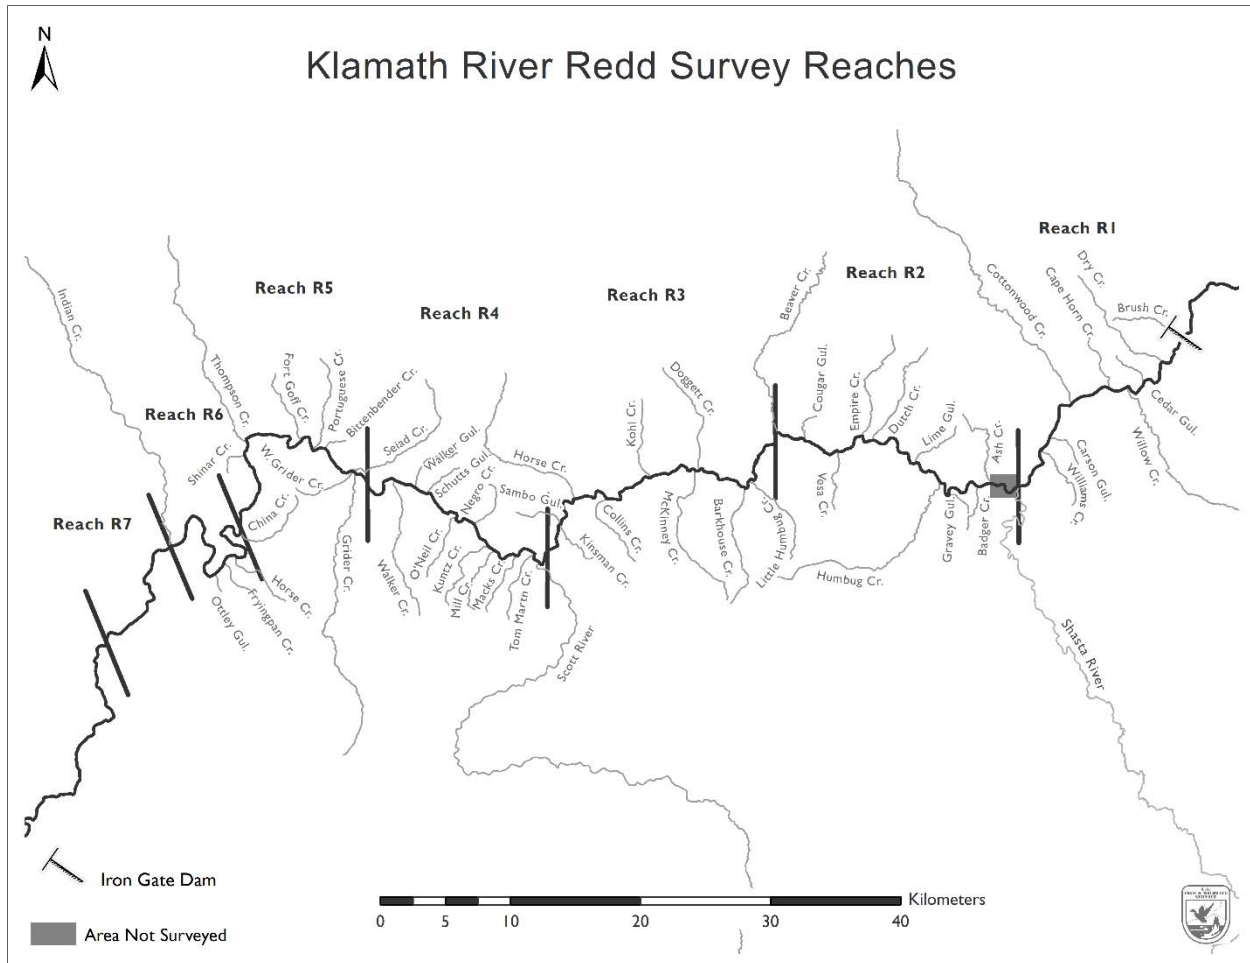 N
Klamath River Redd Survey Reaches
Reach R1
Reach R2
Reach R3
Reach R4
Reach R5
Reach R6
Reach R7
Indian Cr.
Thompson Cr.
Fort Goff Cr.
Portuguese Cr.
Bittenbender Cr.
Seiad Cr.
Shinar Cr.
W. Grider Cr.
China Cr.
Grider Cr.
Walker Cr.
Walker Gul.
Schutts Gul.
Negro Cr.
Sambo Gul.
Horse Cr.
O'Neil Cr.
Kuntz Cr.
Mill Cr.
Macks Cr.
Tom Martn Cr.
Scott River
Kinsman Cr.
Collins Cr.
Kohl Cr.
Doggett Cr.
McKinney Cr.
Barkhouse Cr.
Little Humbug Cr.
Humbug Cr.
Beaver Cr.
Cougar Gul.
Empire Cr.
Dutch Cr.
Lime Gul.
Ash Cr.
Vesa Cr.
Gravey Gul.
Badger Cr.
Shasta River
Cottonwood Cr.
Cape Horn Cr.
Dry Cr.
Brush Cr.
Cedar Gul.
Willow Cr.
Carson Gul.
Williams Cr.
Horse Cr.
Fryingpan Cr.
Ottley Gul.
Iron Gate Dam
Area Not Surveyed
0 5 10 20 30 40
Kilometers
U.S.
FISH & WILDLIFE
SERVICE